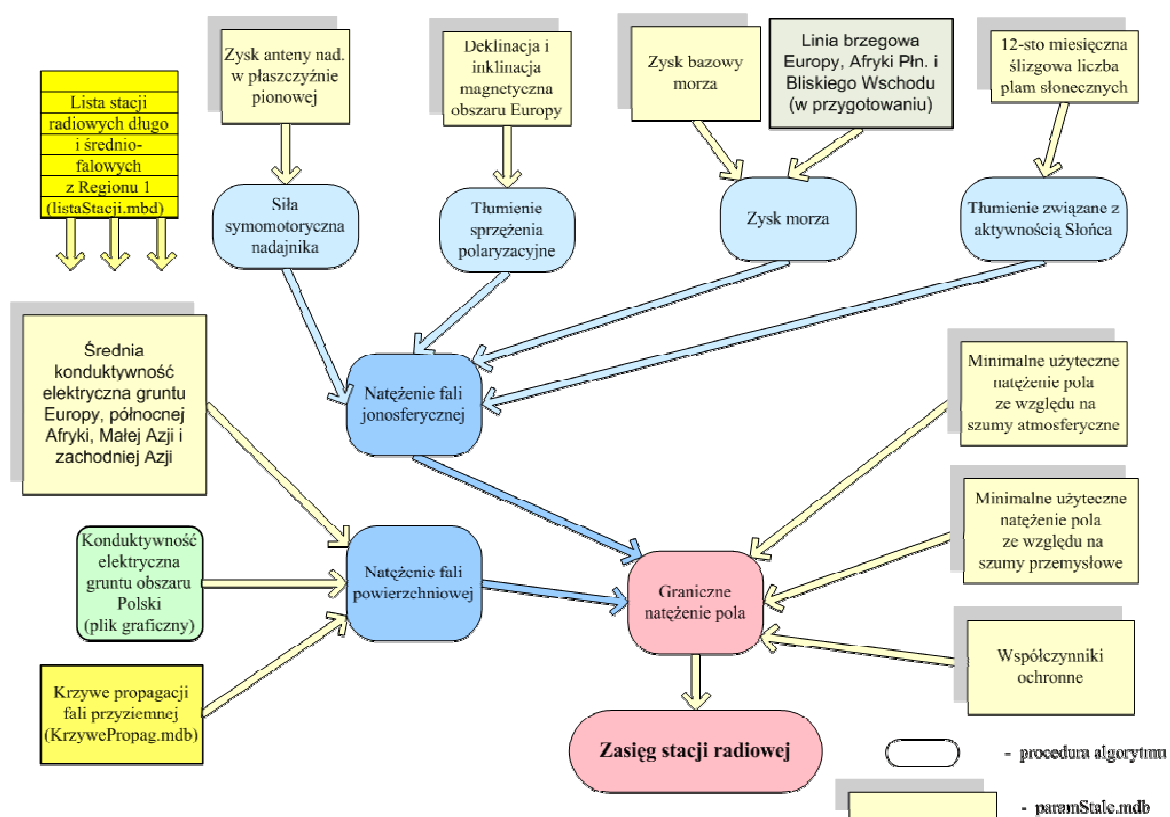 Zysk anteny nad.
w płaszczyźnie
pionowej
Deklinacja i
inklinacja
magnetyczna
obszaru Europy
Zysk bazowy
morza
Linia brzegowa
Europy, Afryki Płn. i
Bliskiego Wschodu
(w przygotowaniu)
12-sto miesięczna
ślizgowa liczba
plam słonecznych
Lista stacji
radiowych długo
i średnio-
falowych
z Regionu 1
(listaStacji.mbd)
Siła
symomotoryczna
nadajnika
Tłumienie
sprzężenia
polaryzacyjne
Zysk morza
Tłumienie związane z
aktywnością Słońca
Średnia
konduktywność
elektryczna gruntu
Europy, północnej
Afryki, Małej Azji i
zachodniej Azji
Natężenie fali
jonosferycznej
Minimalne użyteczne
natężenie pola
ze względu na
szumy atmosferyczne
Konduktywność
elektryczna
gruntu obszaru
Polski
(plik graficzny)
Natężenie fali
powierzchniowej
Graniczne
natężenie pola
Minimalne użyteczne
natężenie pola
ze względu na
szumy przemysłowe
Współczynniki
ochronne
Krzywe propagacji
fali przyziemnej
(KrzywePropag.mdb)
Zasięg stacji radiowej
- procedura algorytmu
- paramStale.mdb